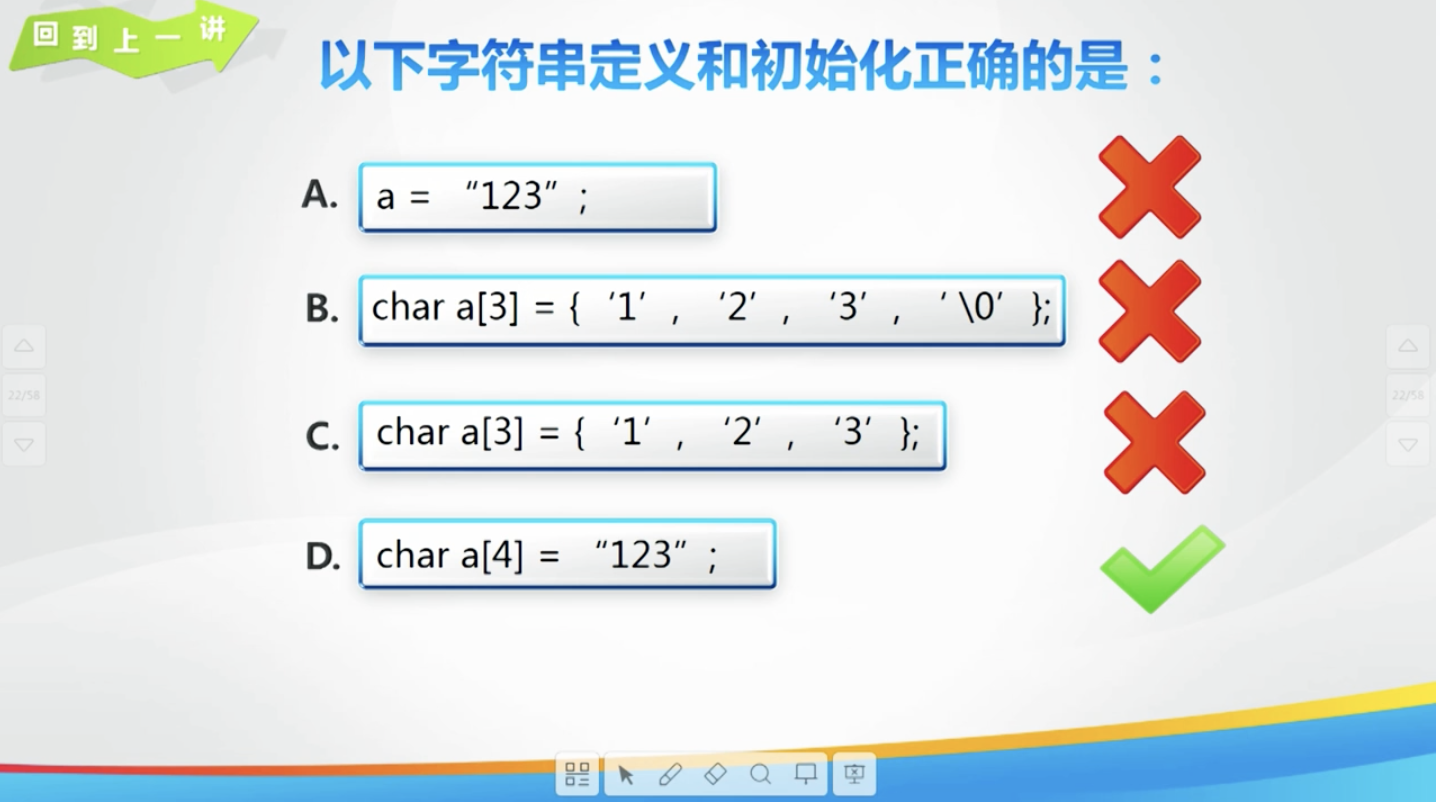 回到上一讲
以下字符串定义和初始化正确的是：
A. a = “123” ;
B. char a[3] = { ‘1’ , ‘2’ , ‘3’ , ‘ \0’ };
C. char a[3] = { ‘1’ , ‘2’ , ‘3’ };
D. char a[4] = “123” ;
22/58
22/58